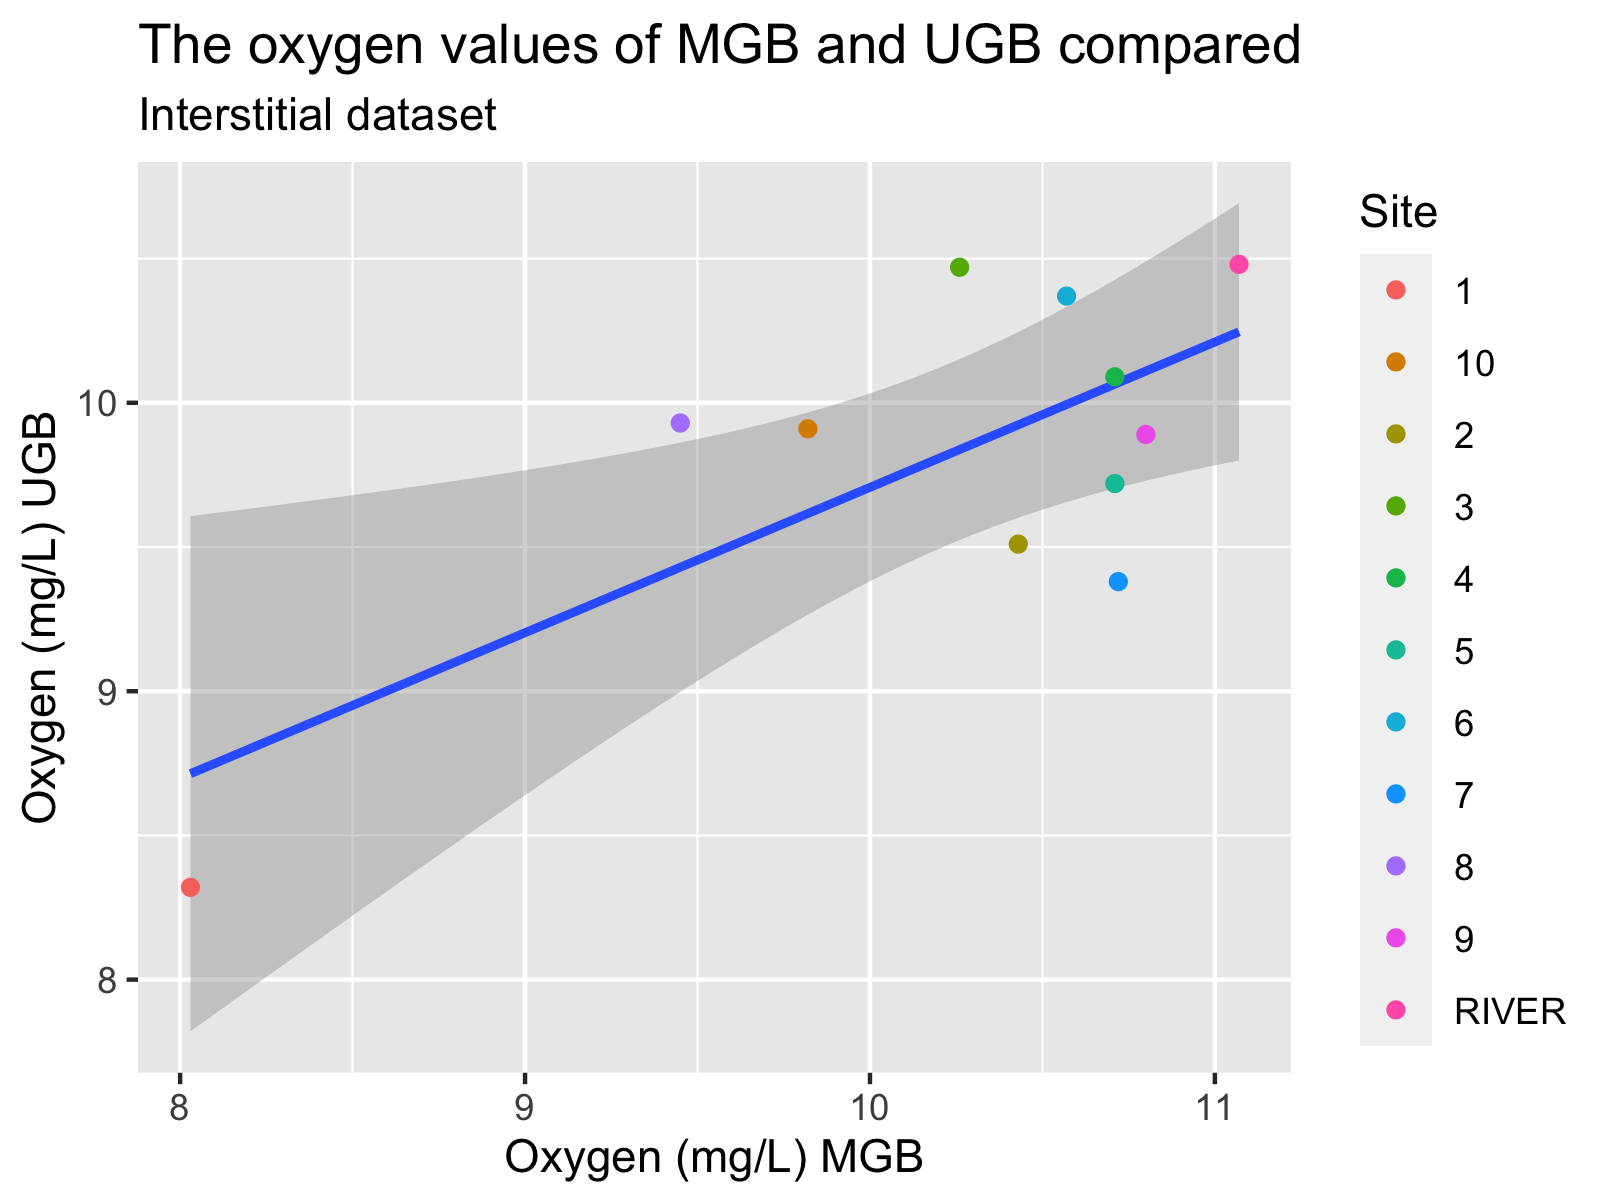 The oxygen values of MGB and UGB compared
Interstitial dataset
Oxygen (mg/L) UGB
10
9
8
8
9
10
11
Oxygen (mg/L) MGB
Site
1
10
2
3
4
5
6
7
8
9
RIVER